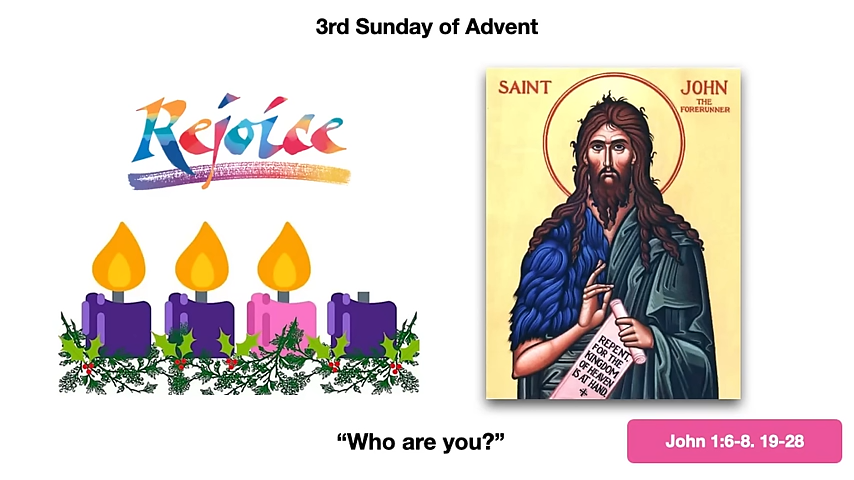 3rd Sunday of Advent
Rejoice
SAINT
JOHN
THE
FORERUNNER
REPENT
FOR THE
KINGDOM
OF HEAVEN
IS AT HAND.
“Who are you?”
John 1:6-8. 19-28